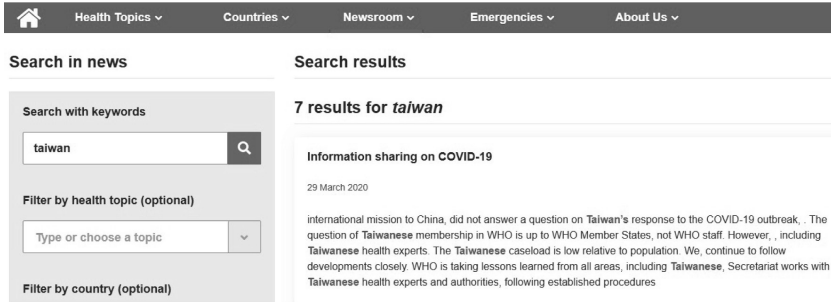 Health Topics Countries Newsroom Emergencies About Us
Search in news
Search with keywords
taiwan
Filter by health topic (optional)
Type or choose a topic
Filter by country (optional)
Search results
7 results for taiwan
Information sharing on COVID-19
29 March 2020
international mission to China, did not answer a question on Taiwan's response to the COVID-19 outbreak, . The
question of Taiwanese membership in WHO is up to WHO Member States, not WHO staff. However, , including
Taiwanese health experts. The Taiwanese caseload is low relative to population. We, continue to follow
developments closely. WHO is taking lessons learned from all areas, including Taiwanese, Secretariat works with
Taiwanese health experts and authorities, following established procedures